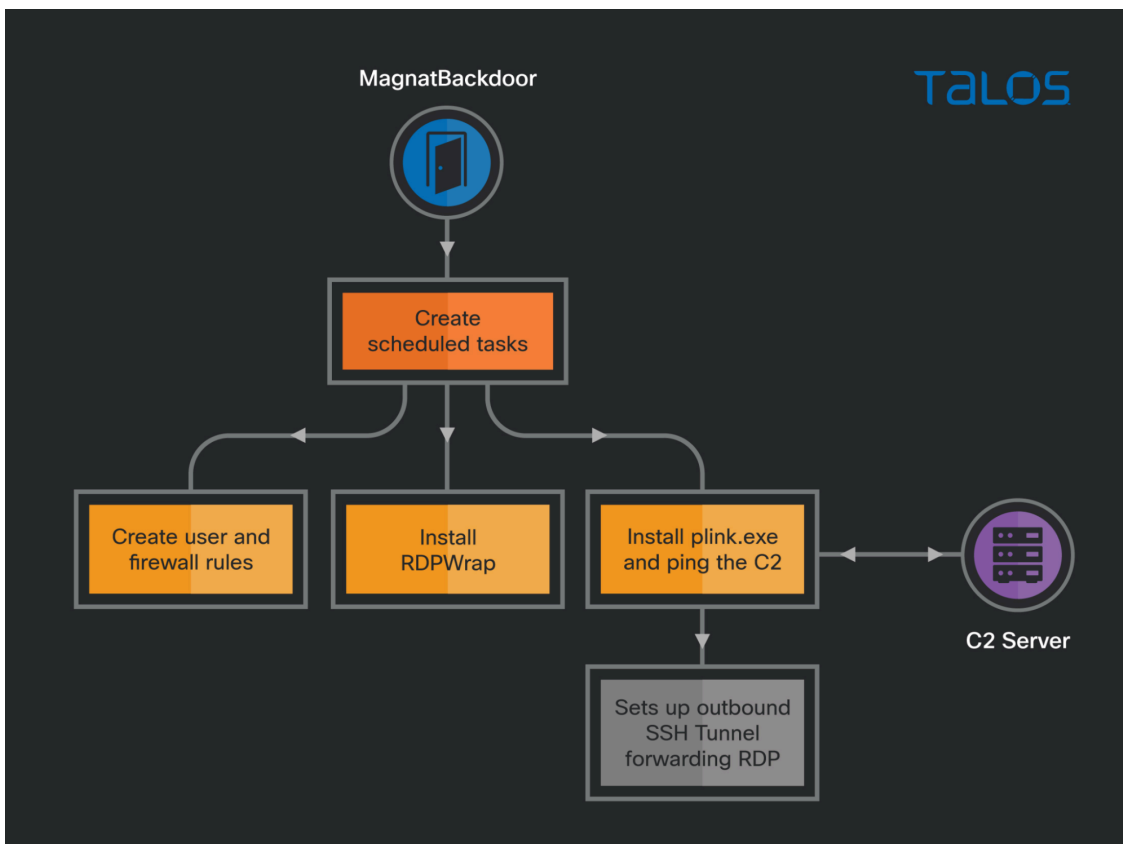 MagnatBackdoor
TALOS
Create
scheduled tasks
Create user and
firewall rules
Install
RDPWrap
Install plink.exe
and ping the C2
C2 Server
Sets up outbound
SSH Tunnel
forwarding RDP